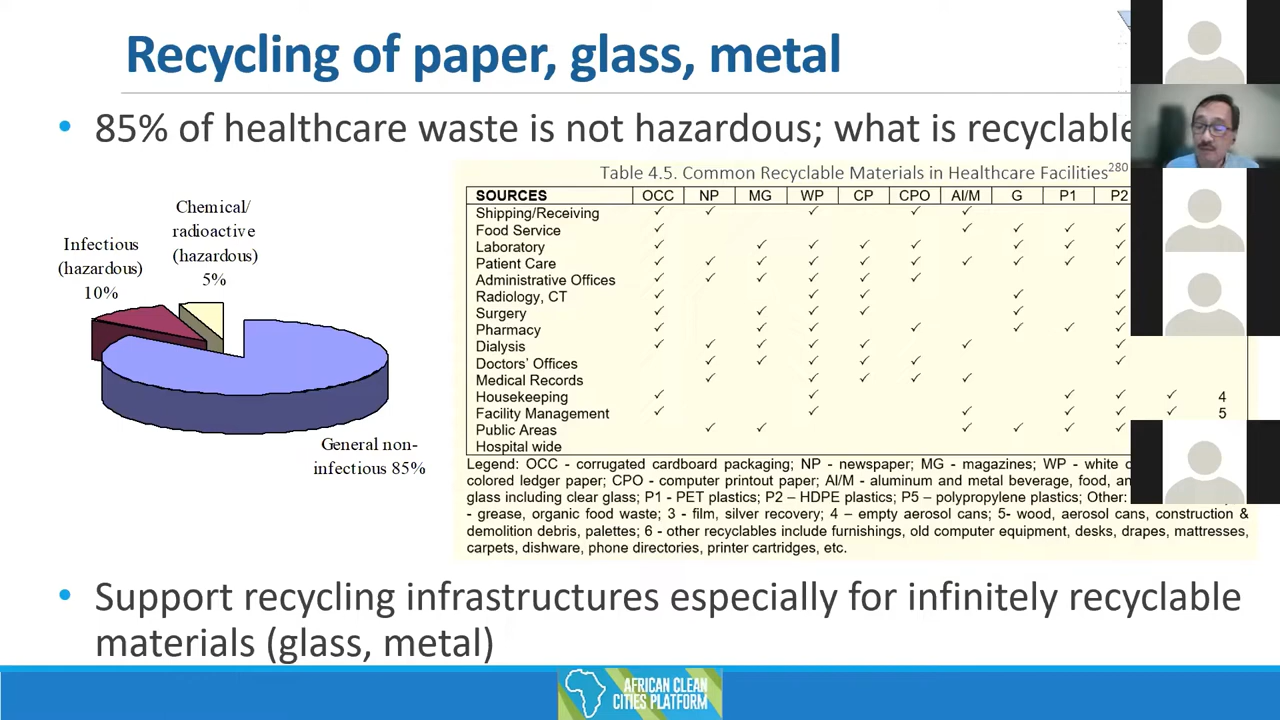 Recycling of paper, glass, metal
• 85% of healthcare waste is not hazardous; what is recyclable
Chemical/
radioactive
(hazardous)
5%
Infectious
(hazardous)
10%
General non-
infectious 85%
Table 4.5. Common Recyclable Materials in Healthcare Facilities280
SOURCES OCC NP MG WP CP CPO Al/M G P1 P2
Shipping/Receiving ✓ ✓ ✓ ✓ ✓
Food Service ✓ ✓ ✓ ✓ ✓
Laboratory ✓ ✓ ✓ ✓ ✓ ✓ ✓ ✓
Patient Care ✓ ✓ ✓ ✓ ✓ ✓ ✓ ✓ ✓ ✓
Administrative Offices ✓ ✓ ✓ ✓ ✓ ✓
Radiology, CT ✓ ✓ ✓ ✓ ✓
Surgery ✓ ✓ ✓ ✓ ✓ ✓
Pharmacy ✓ ✓ ✓ ✓ ✓ ✓ ✓
Dialysis ✓ ✓ ✓ ✓ ✓ ✓ ✓
Doctors' Offices ✓ ✓ ✓ ✓ ✓ ✓
Medical Records ✓ ✓ ✓ ✓ ✓
Housekeeping ✓ ✓ ✓ ✓ ✓ 4
Facility Management ✓ ✓ ✓ ✓ ✓ ✓ 5
Public Areas ✓ ✓ ✓ ✓ ✓ ✓
Hospital wide
Legend: OCC - corrugated cardboard packaging; NP - newspaper; MG - magazines; WP - white
colored ledger paper; CPO - computer printout paper; Al/M - aluminum and metal beverage, food,
glass including clear glass; P1 - PET plastics; P2 – HDPE plastics; P5 – polypropylene plastics; Other:
- grease, organic food waste; 3 - film, silver recovery; 4 – empty aerosol cans; 5- wood, aerosol cans, construction &
demolition debris, palettes; 6 - other recyclables include furnishings, old computer equipment, desks, drapes, mattresses,
carpets, dishware, phone directories, printer cartridges, etc.
• Support recycling infrastructures especially for infinitely recyclable
materials (glass, metal)
AFRICAN CLEAN
CITIES PLATFORM